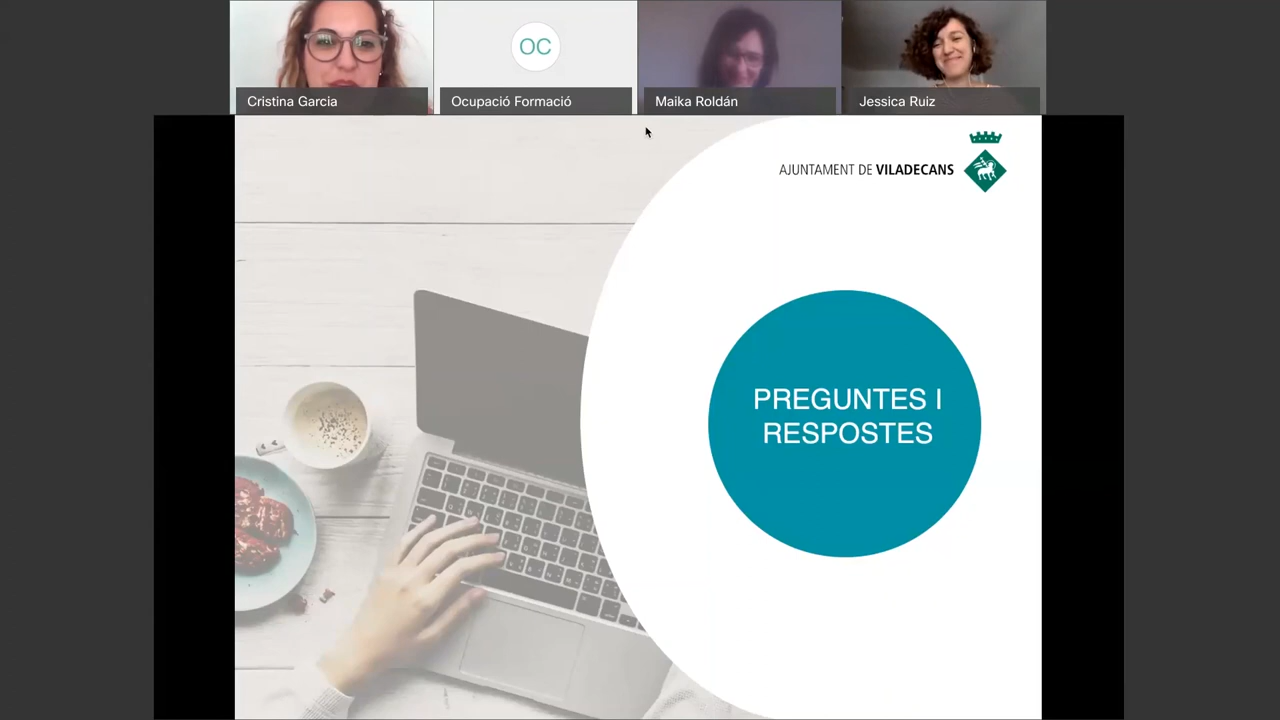 Cristina Garcia
OC
Ocupació Formació
Maika Roldán
Jessica Ruiz
AJUNTAMENT DE VILADECANS
PREGUNTES I
RESPOSTES